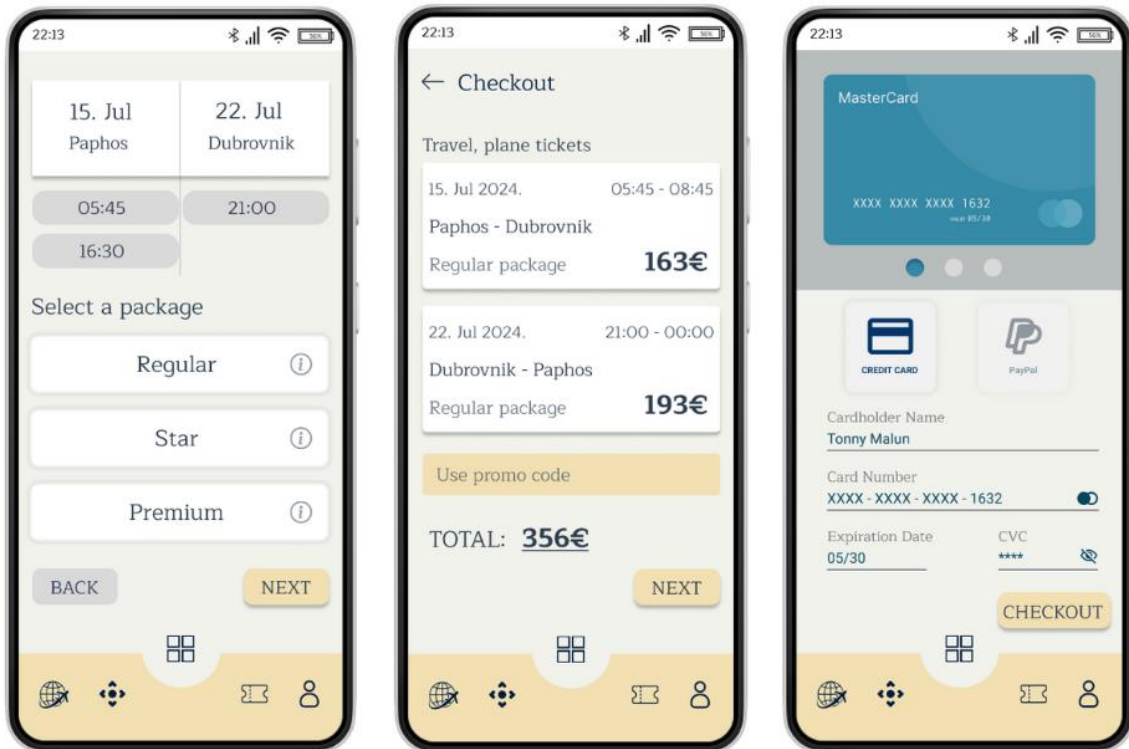 22:13
56%
15. Jul
Paphos
22. Jul
Dubrovnik
05:45
21:00
16:30
Select a package
Regular
Star
Premium
BACK
NEXT
22:13
56%
Checkout
Travel, plane tickets
15. Jul 2024.
05:45 - 08:45
Paphos - Dubrovnik
Regular package
163€
22. Jul 2024.
21:00 - 00:00
Dubrovnik - Paphos
Regular package
193€
Use promo code
TOTAL: 356€
NEXT
22:13
56%
MasterCard
XXXX XXXX XXXX 1632
05/30
CREDIT CARD
PayPal
Cardholder Name
Tonny Malun
Card Number
XXXX - XXXX - XXXX - 1632
Expiration Date
CVC
05/30
****
CHECKOUT